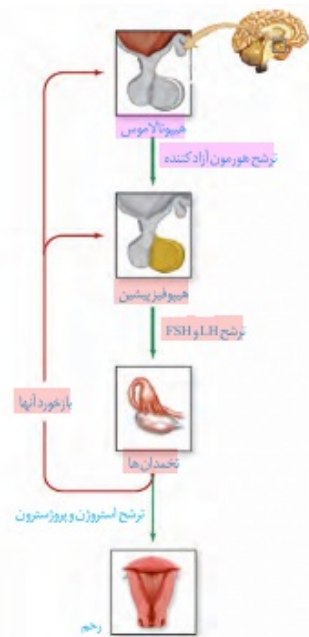 هیپوتالاموس
ترشح هورمون آزادکننده
هیپوفیز پیشین
ترشح LH و FSH
بازخورد آنها
تخمدان‌ها
ترشح استروژن و پروژسترون
رحم